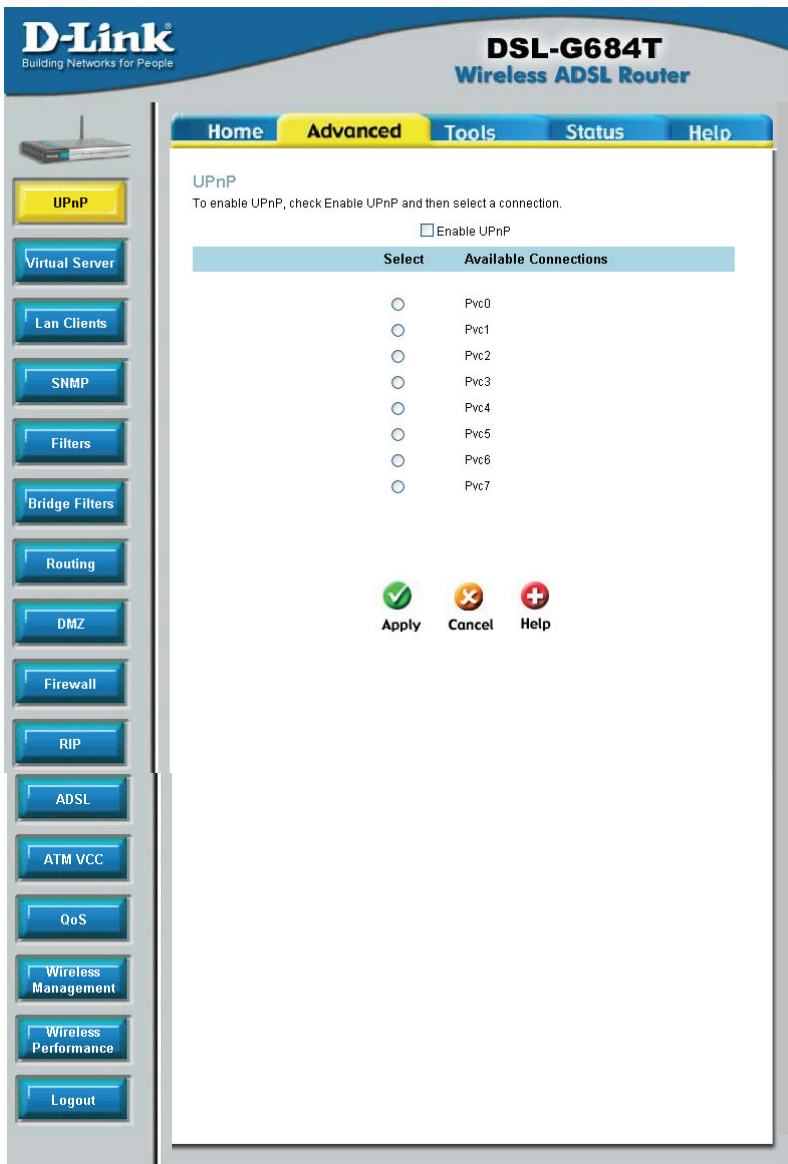 D-Link
Building Networks for People
DSL-G684T
Wireless ADSL Router
Home Advanced Tools Status Help
UPnP
Virtual Server
Lan Clients
SNMP
Filters
Bridge Filters
Routing
DMZ
Firewall
RIP
ADSL
ATM VCC
QoS
Wireless
Management
Wireless
Performance
Logout
UPnP
To enable UPnP, check Enable UPnP and then select a connection.
Enable UPnP
Select Available Connections
Pvc0
Pvc1
Pvc2
Pvc3
Pvc4
Pvc5
Pvc6
Pvc7
Apply Cancel Help